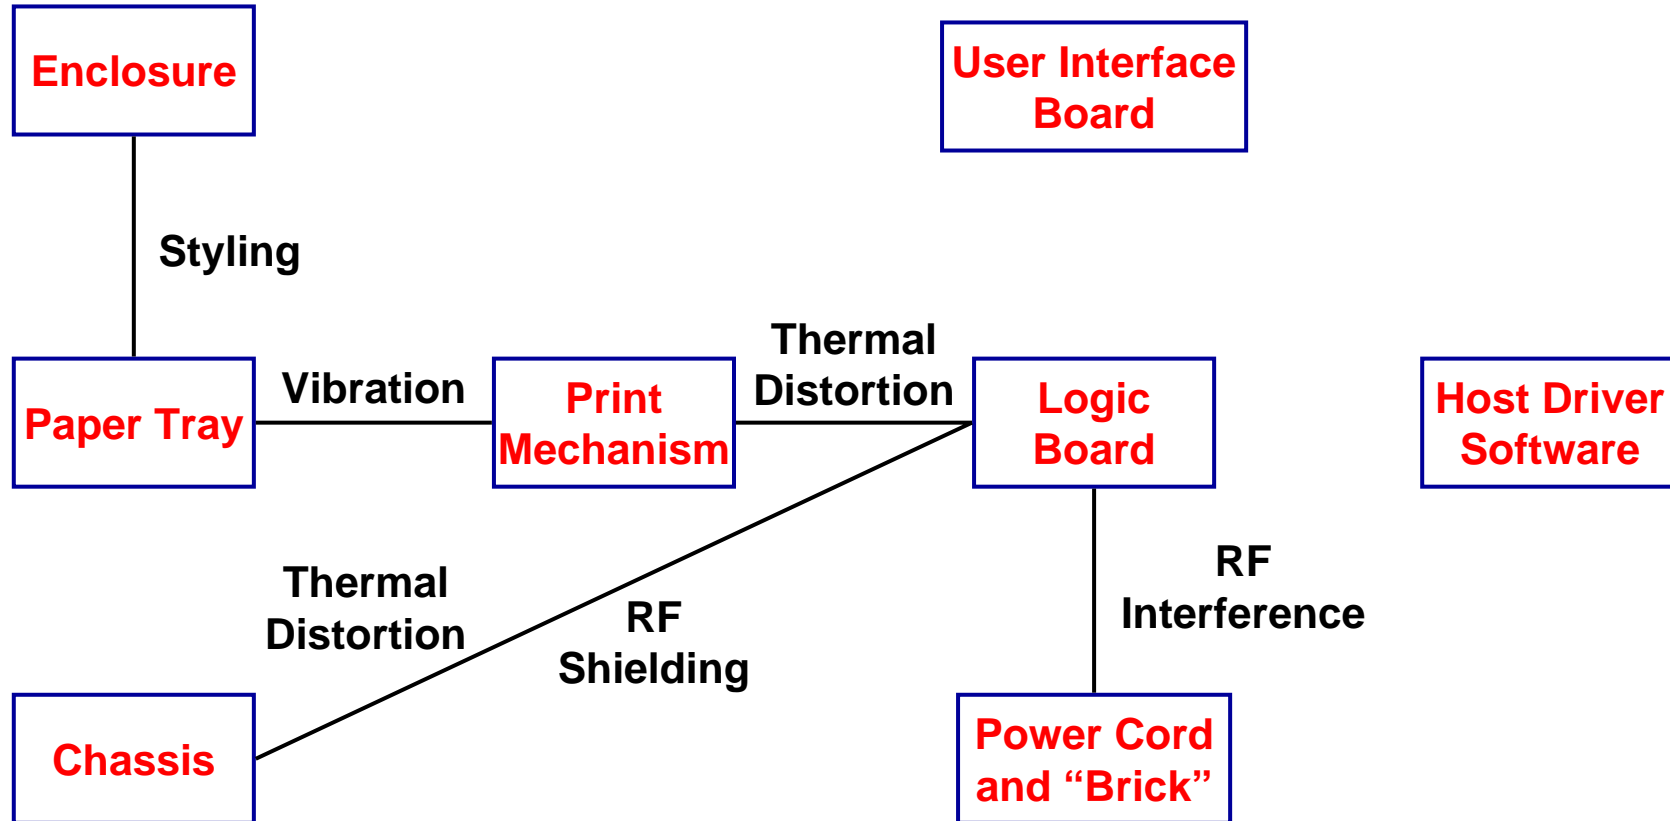 Enclosure
User Interface
Board
Styling
Paper Tray
Vibration
Print
Mechanism
Thermal
Distortion
Logic
Board
Host Driver
Software
Thermal
Distortion
RF
Shielding
RF
Interference
Chassis
Power Cord
and “Brick”